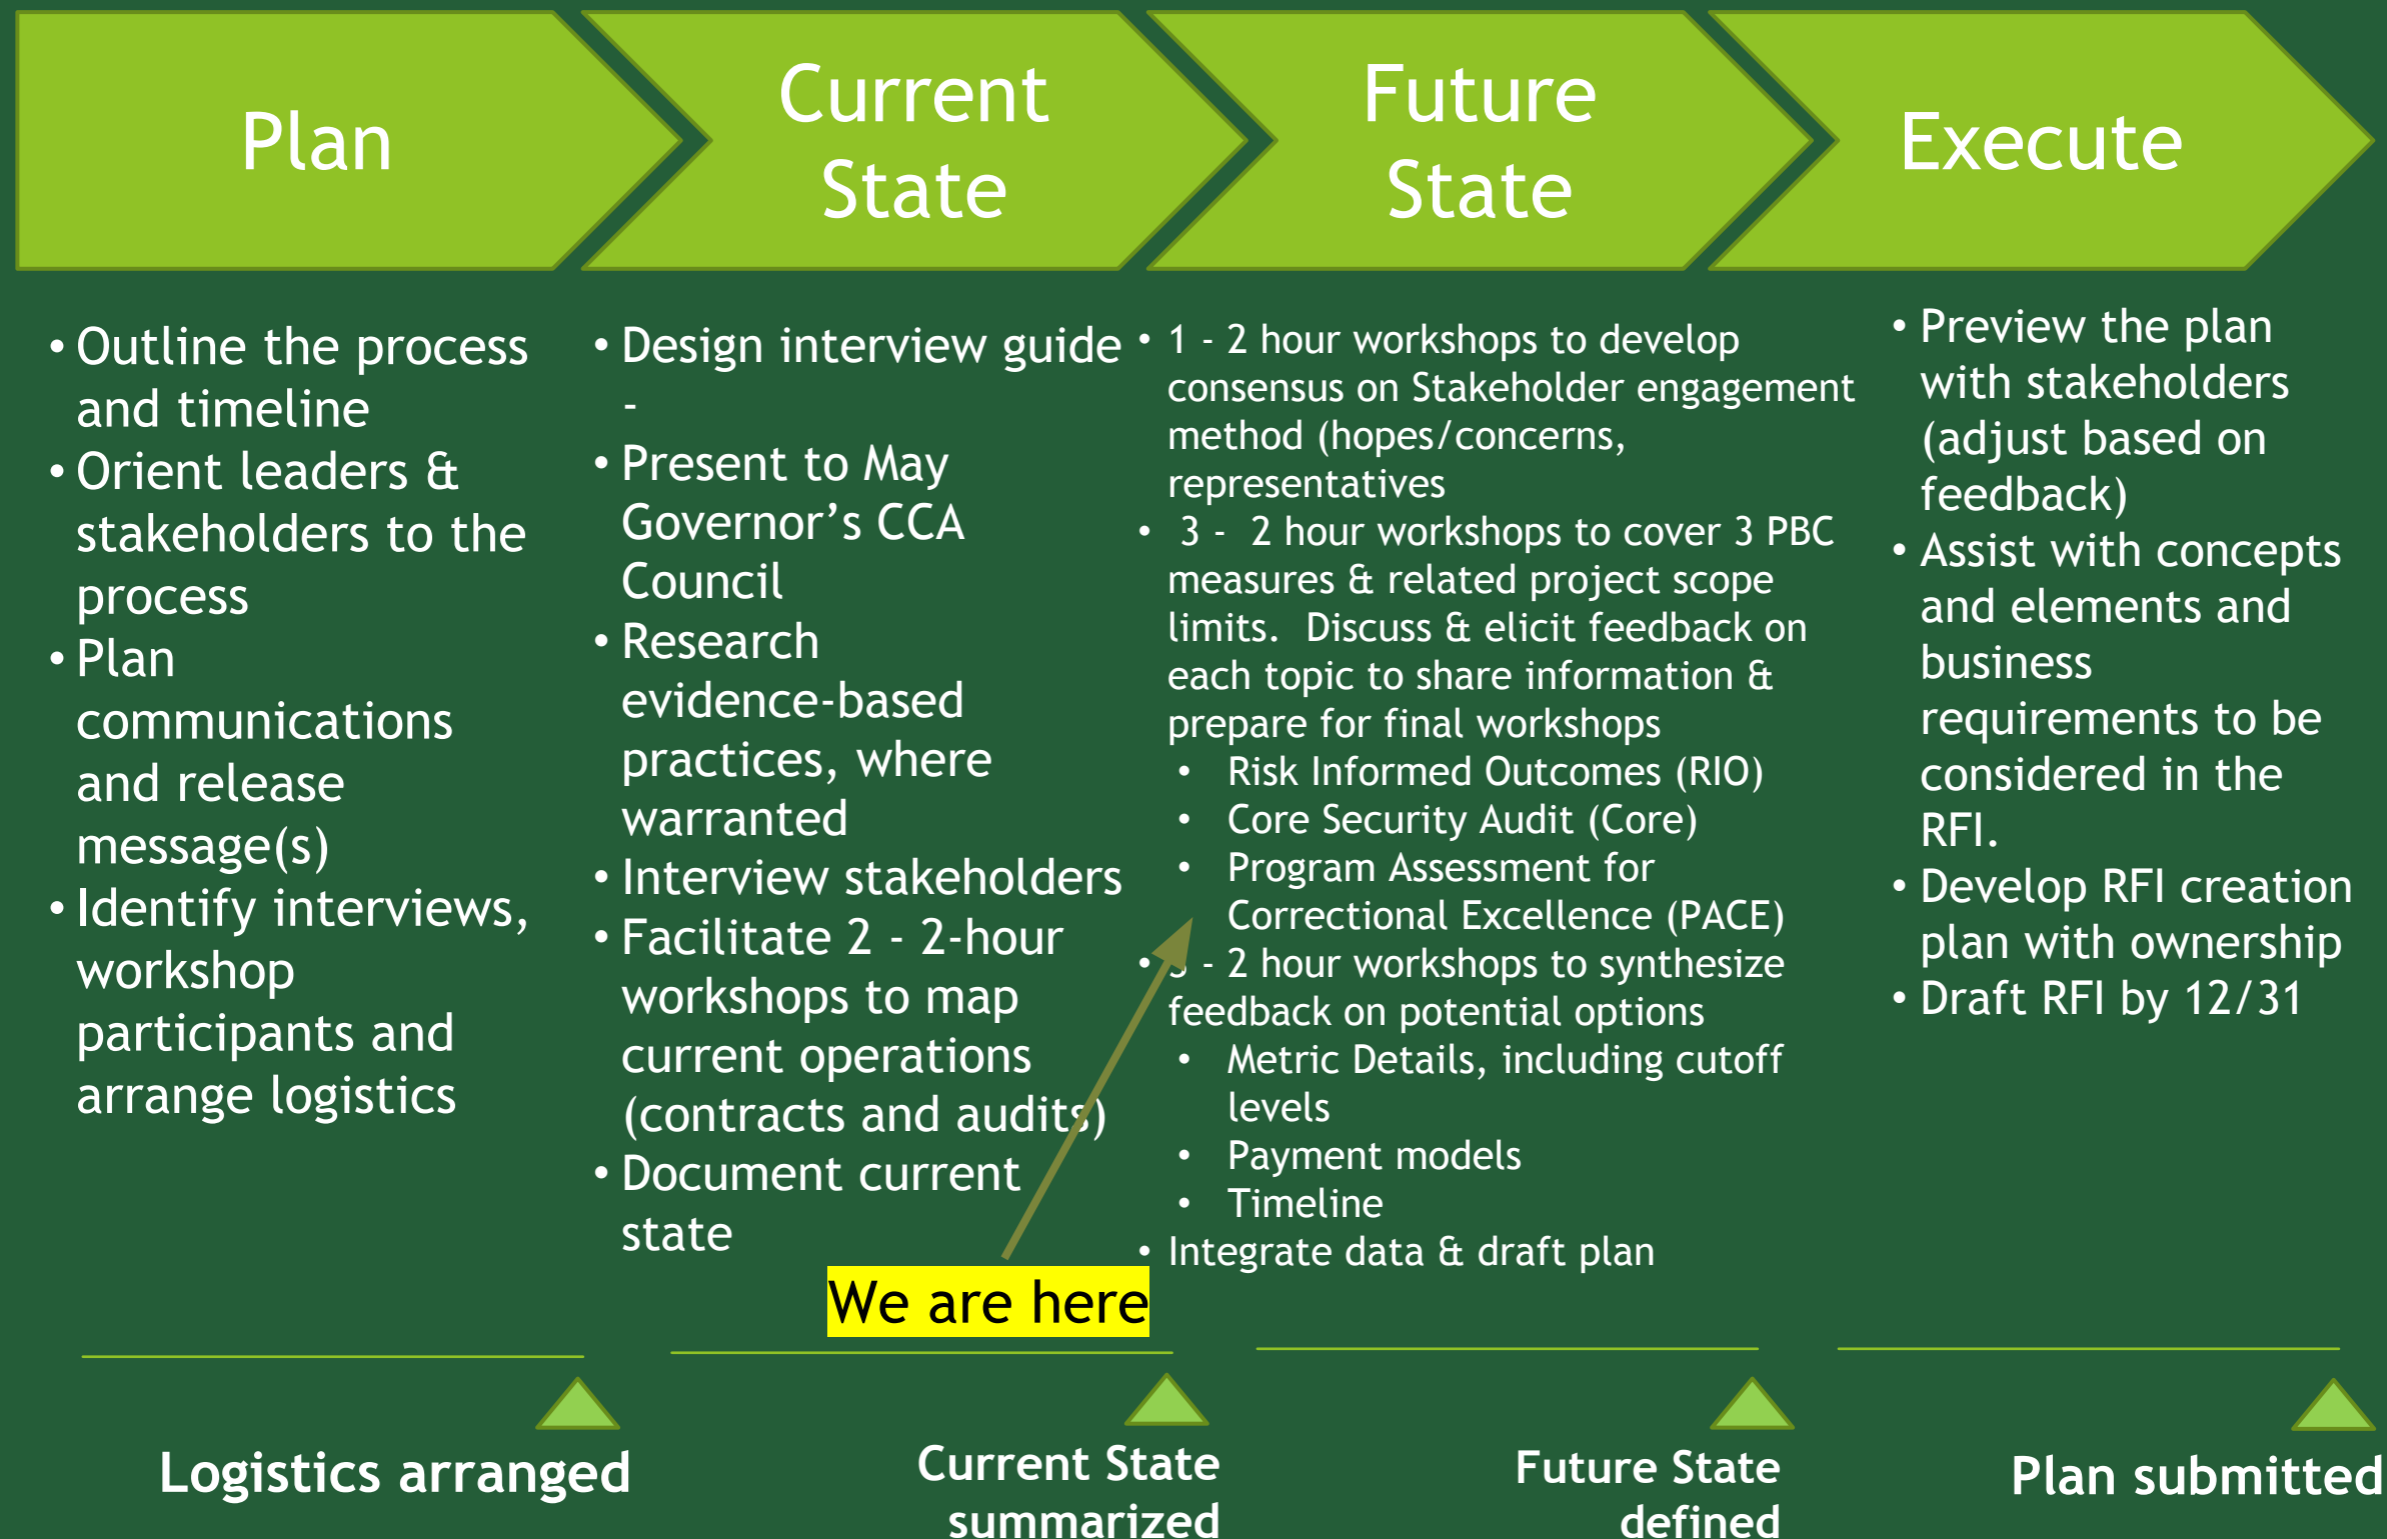 Plan
Current
State
Future
State
Execute
• Outline the process
and timeline
• Orient leaders &
stakeholders to the
process
• Plan
communications
and release
message(s)
• Identify interviews,
workshop
participants and
arrange logistics
• Design interview guide
-
• Present to May
Governor’s CCA
Council
• Research
evidence-based
practices, where
warranted
• Interview stakeholders
• Facilitate 2 - 2-hour
workshops to map
current operations
(contracts and audits)
• Document current
state
• 1 - 2 hour workshops to develop
consensus on Stakeholder engagement
method (hopes/concerns,
representatives
• 3 - 2 hour workshops to cover 3 PBC
measures & related project scope
limits. Discuss & elicit feedback on
each topic to share information &
prepare for final workshops
• Risk Informed Outcomes (RIO)
• Core Security Audit (Core)
• Program Assessment for
Correctional Excellence (PACE)
• - 2 hour workshops to synthesize
feedback on potential options
• Metric Details, including cutoff
levels
• Payment models
• Timeline
• Integrate data & draft plan
• Preview the plan
with stakeholders
(adjust based on
feedback)
• Assist with concepts
and elements and
business
requirements to be
considered in the
RFI.
• Develop RFI creation
plan with ownership
• Draft RFI by 12/31
We are here
Logistics arranged
Current State
summarized
Future State
defined
Plan submitted